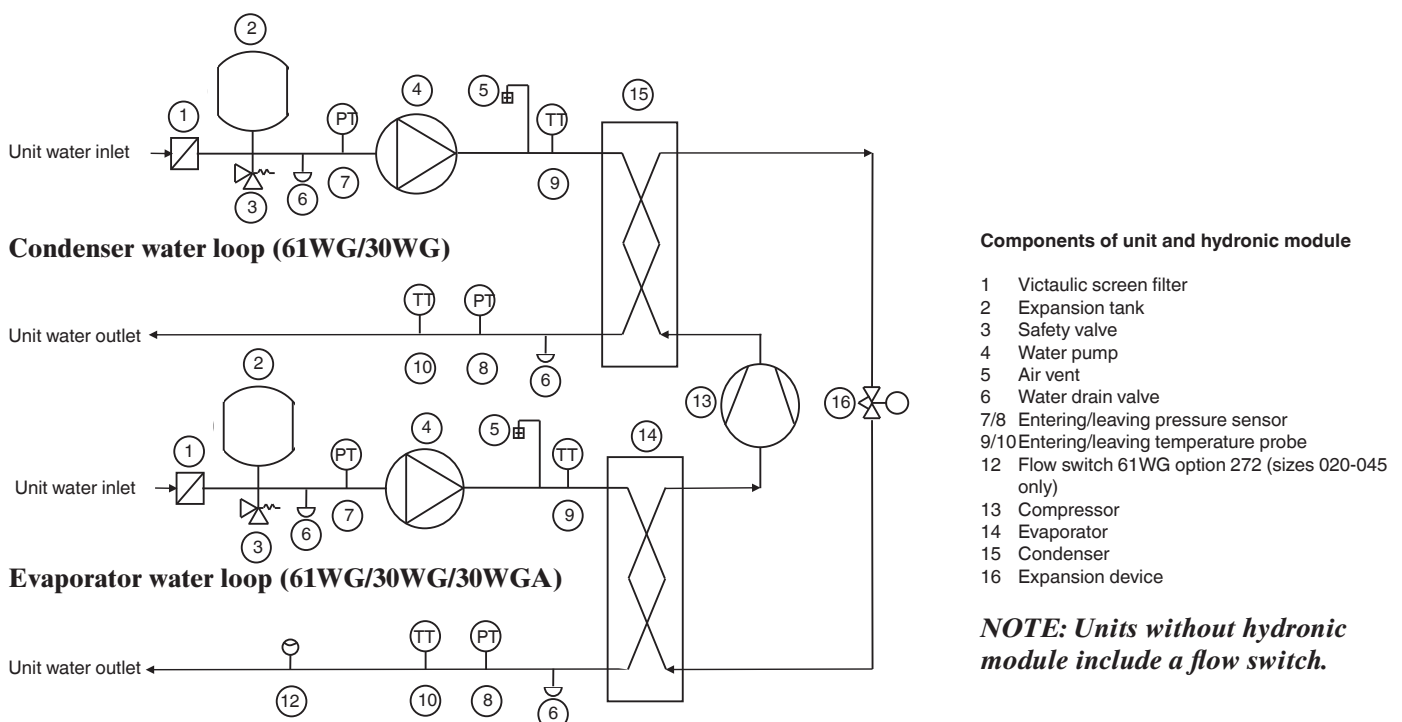 2
5
4
15
1
PT
TT
Unit water inlet
3
6
7
9
Condenser water loop (61WG/30WG)
TT
PT
Unit water outlet
10
8
6
2
13
16
5
4
14
1
PT
TT
Unit water inlet
3
6
7
9
Evaporator water loop (61WG/30WG/30WGA)
TT
PT
Unit water outlet
12
10
8
6
Components of unit and hydronic module
1 Victaulic screen filter
2 Expansion tank
3 Safety valve
4 Water pump
5 Air vent
6 Water drain valve
7/8 Entering/leaving pressure sensor
9/10 Entering/leaving temperature probe
12 Flow switch 61WG option 272 (sizes 020-045
only)
13 Compressor
14 Evaporator
15 Condenser
16 Expansion device
NOTE: Units without hydronic
module include a flow switch.